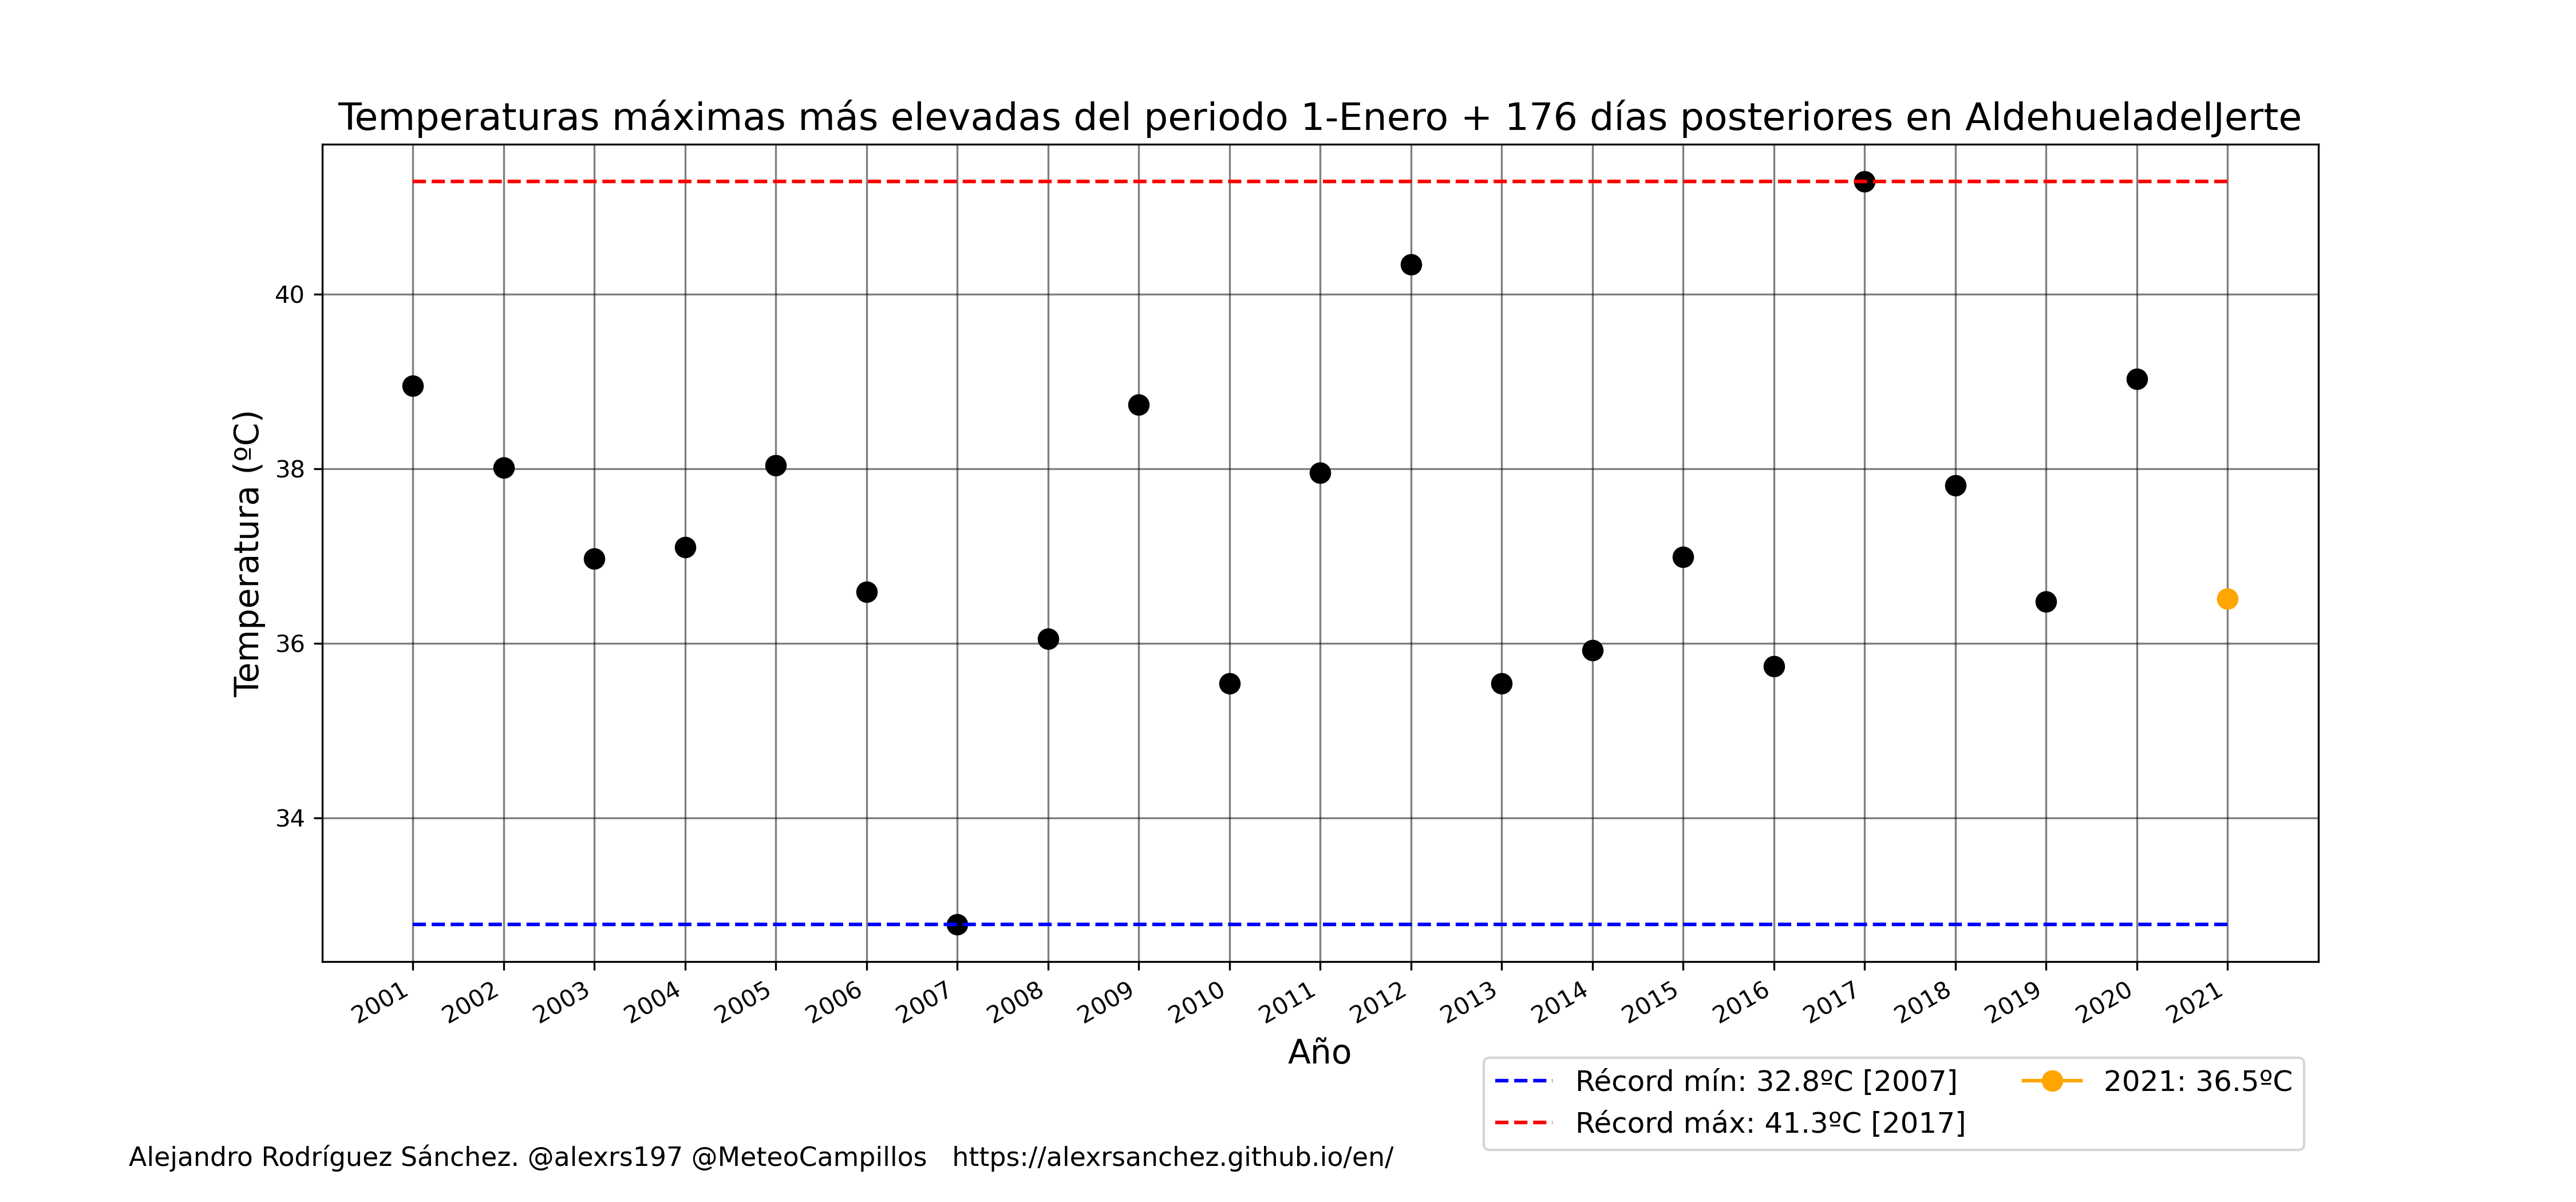 Temperaturas máximas más elevadas del periodo 1-Enero + 176 días posteriores en AldehueladelJerte
Temperatura (ºC)
40
38
36
34
2001 2002 2003 2004 2005 2006 2007 2008 2009 2010 2011 2012 2013 2014 2015 2016 2017 2018 2019 2020 2021
Año
Récord mín: 32.8ºC [2007]
Récord máx: 41.3ºC [2017]
2021: 36.5ºC
Alejandro Rodríguez Sánchez. @alexrs197 @MeteoCampillos https://alexrsanchez.github.io/en/